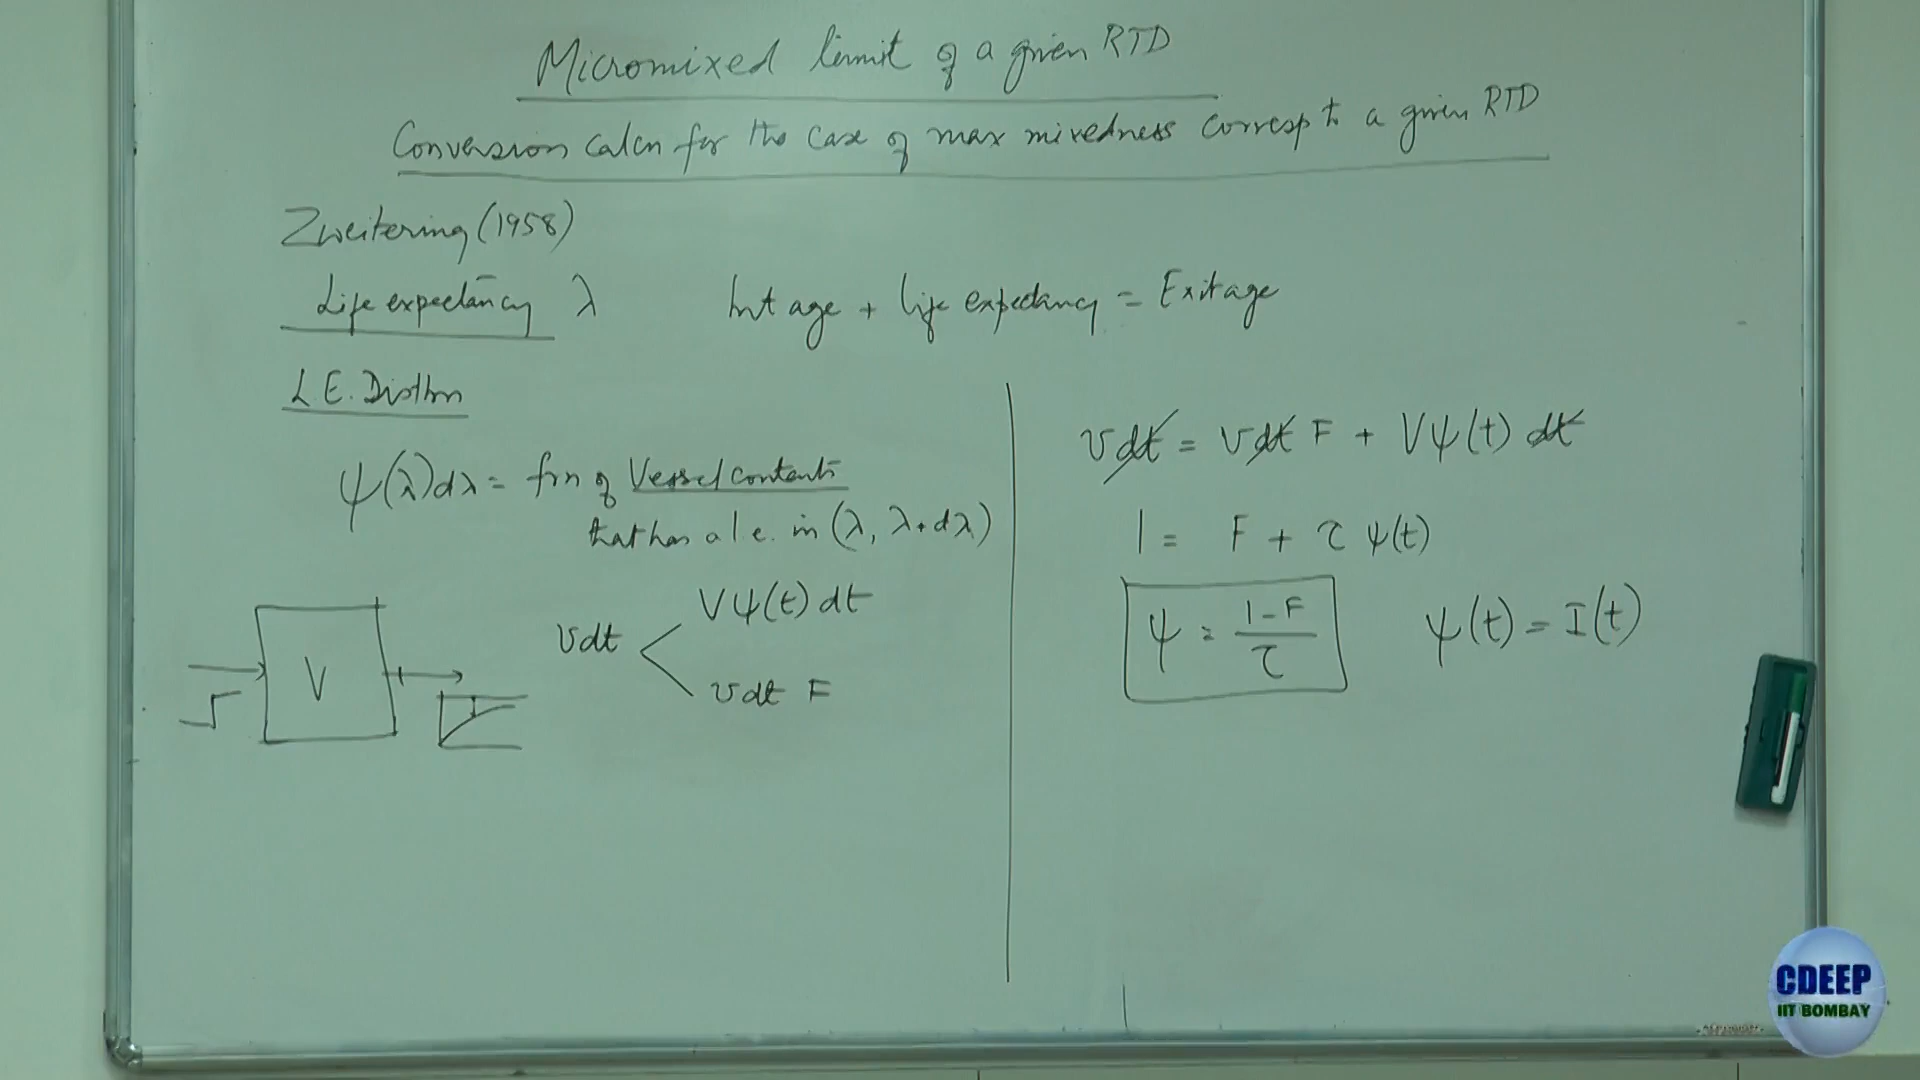 Micromixed limit of a given RTD
Conversion calcn for the case of max mixedness corresp to a given RTD
Zweitering (1958)
Life expectancy λ
Int age + life expectancy = Exit age
L.E. Distbn
ψ(λ)dλ = frn of Vessel contents
that has a l.e. in (λ, λ+dλ)
V
vdt
Vψ(t) dt
vdt F
vdt = vdt F + Vψ(t) dt
1 = F + τ ψ(t)
ψ = (1-F)/τ
ψ(t) = I(t)
CDEEP
IIT BOMBAY